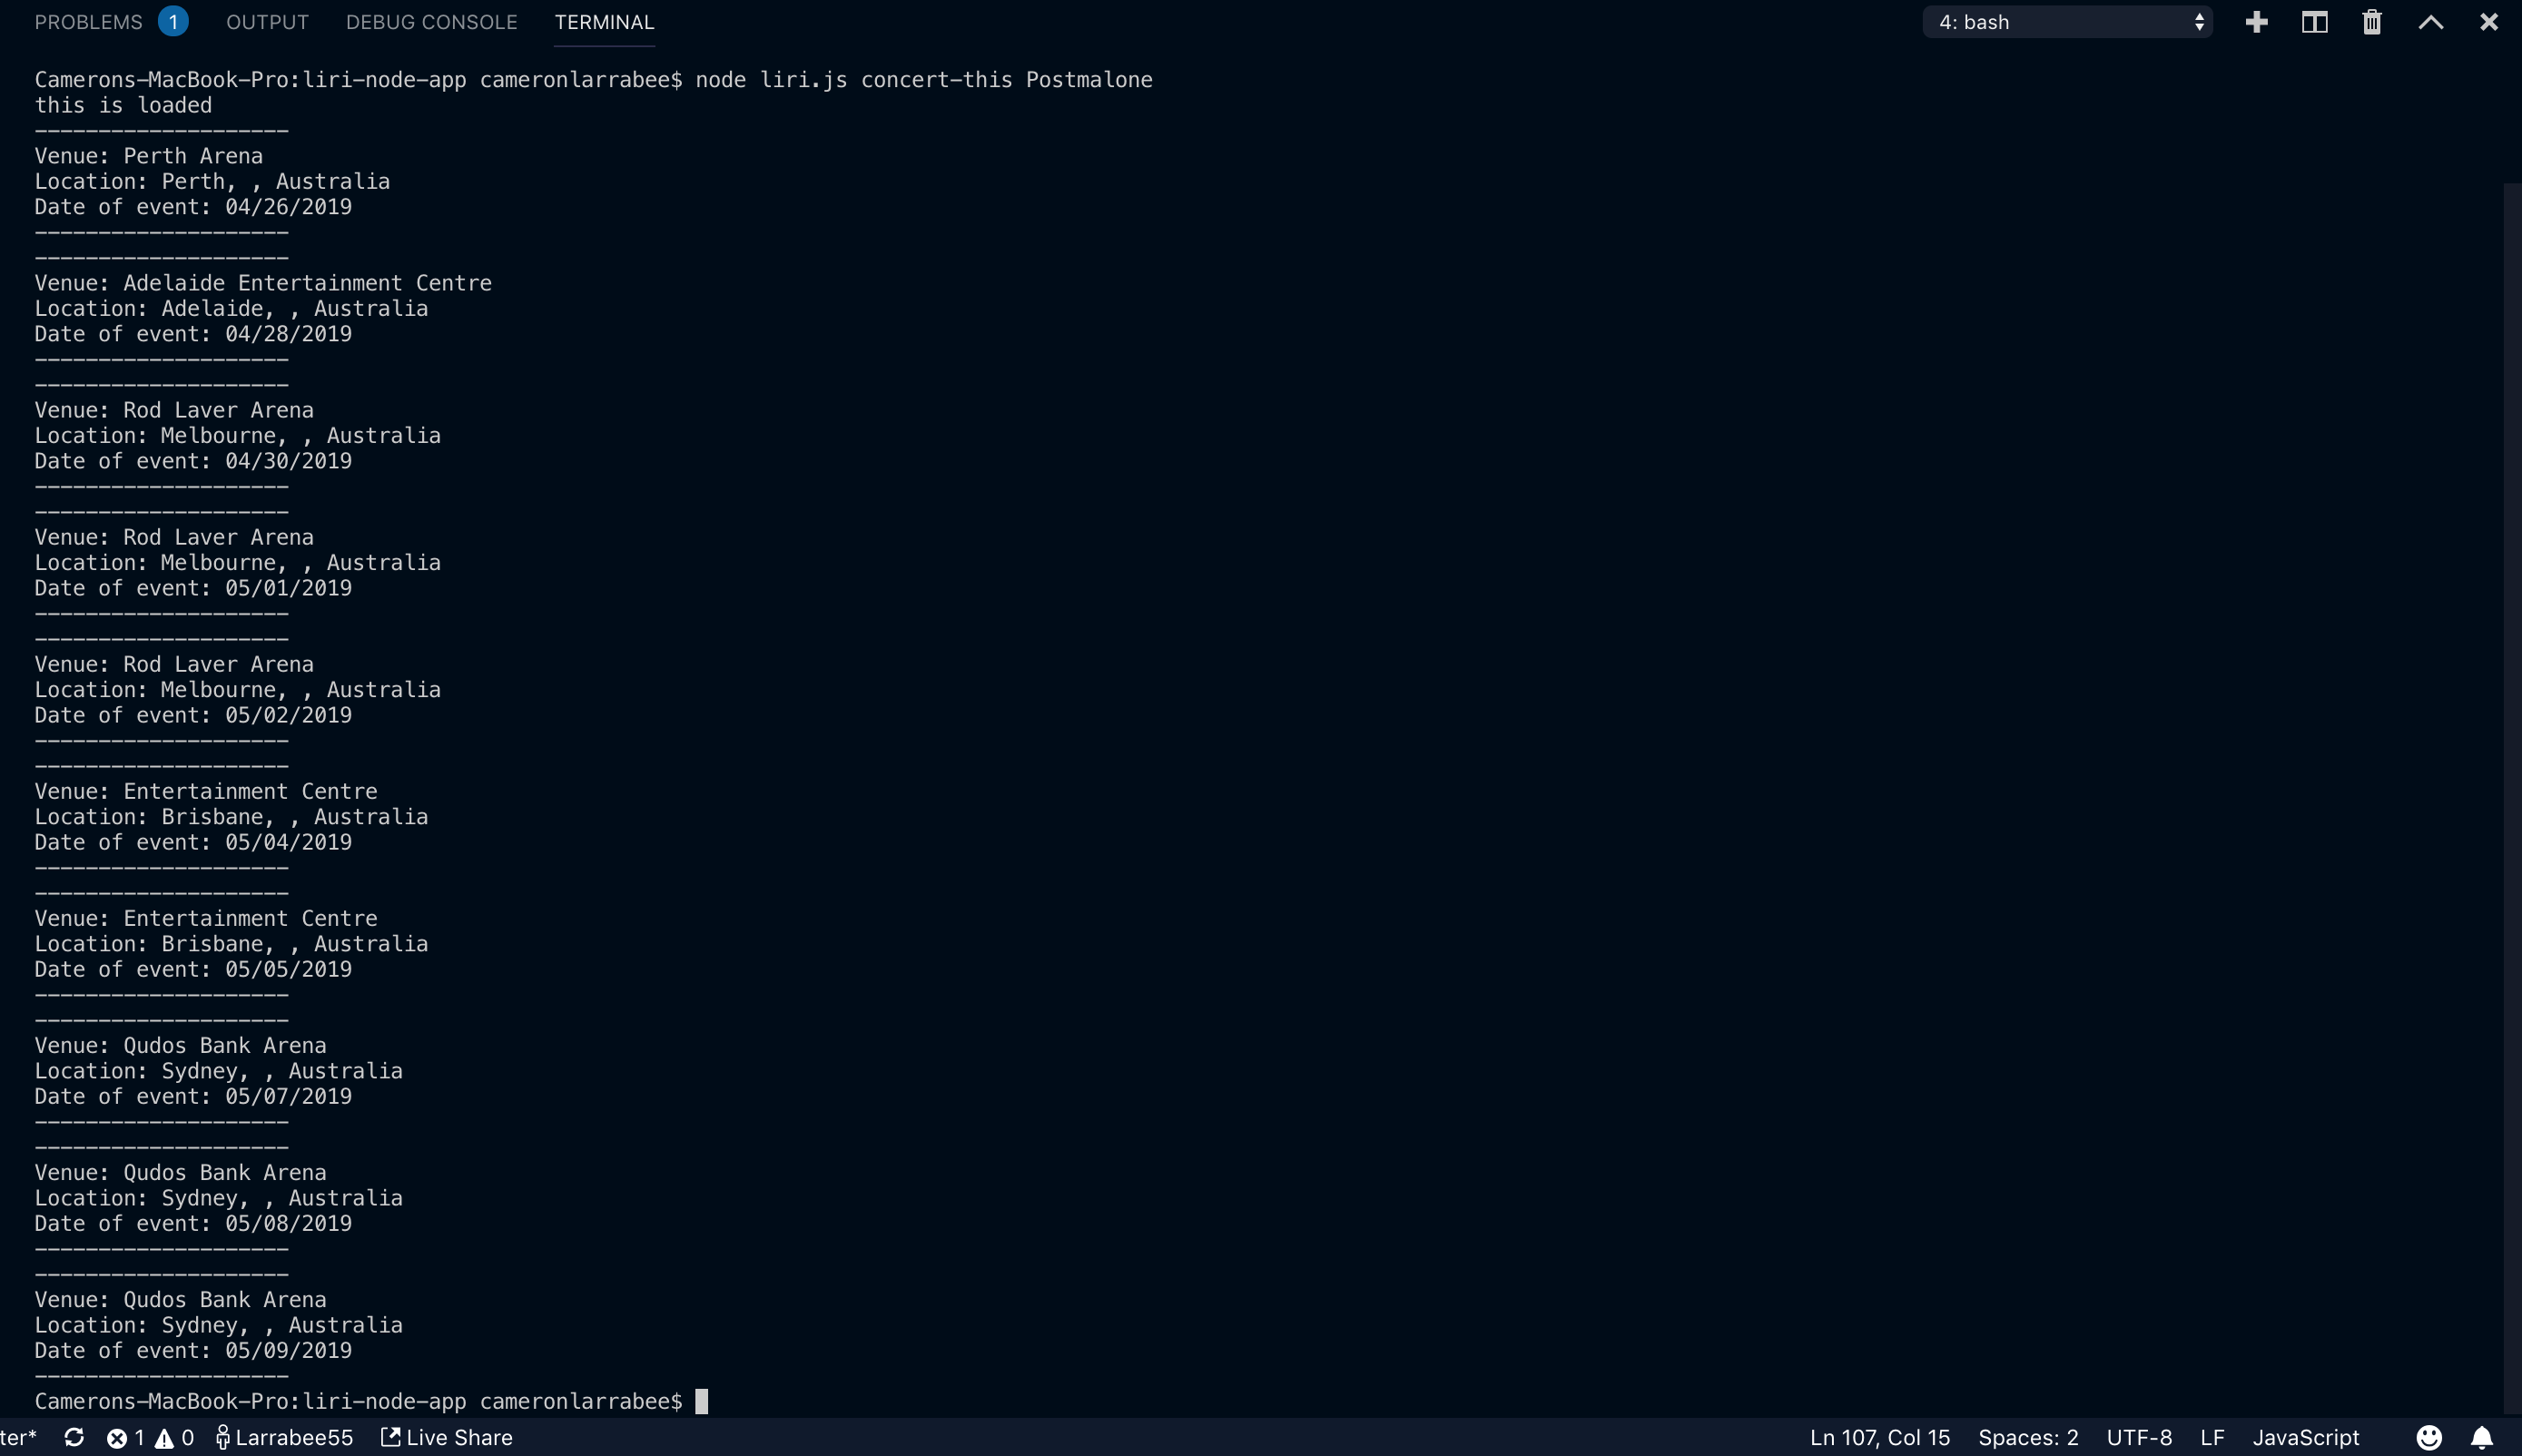 PROBLEMS 1 OUTPUT DEBUG CONSOLE TERMINAL 4: bash
Camerons-MacBook-Pro:liri-node-app cameronlarrabee$ node liri.js concert-this Postmalone
this is loaded
--------------------
Venue: Perth Arena
Location: Perth, , Australia
Date of event: 04/26/2019
--------------------
--------------------
Venue: Adelaide Entertainment Centre
Location: Adelaide, , Australia
Date of event: 04/28/2019
--------------------
--------------------
Venue: Rod Laver Arena
Location: Melbourne, , Australia
Date of event: 04/30/2019
--------------------
--------------------
Venue: Rod Laver Arena
Location: Melbourne, , Australia
Date of event: 05/01/2019
--------------------
--------------------
Venue: Rod Laver Arena
Location: Melbourne, , Australia
Date of event: 05/02/2019
--------------------
--------------------
Venue: Entertainment Centre
Location: Brisbane, , Australia
Date of event: 05/04/2019
--------------------
--------------------
Venue: Entertainment Centre
Location: Brisbane, , Australia
Date of event: 05/05/2019
--------------------
--------------------
Venue: Qudos Bank Arena
Location: Sydney, , Australia
Date of event: 05/07/2019
--------------------
--------------------
Venue: Qudos Bank Arena
Location: Sydney, , Australia
Date of event: 05/08/2019
--------------------
--------------------
Venue: Qudos Bank Arena
Location: Sydney, , Australia
Date of event: 05/09/2019
--------------------
Camerons-MacBook-Pro:liri-node-app cameronlarrabee$
ter* 1 0 Larrabee55 Live Share Ln 107, Col 15 Spaces: 2 UTF-8 LF JavaScript